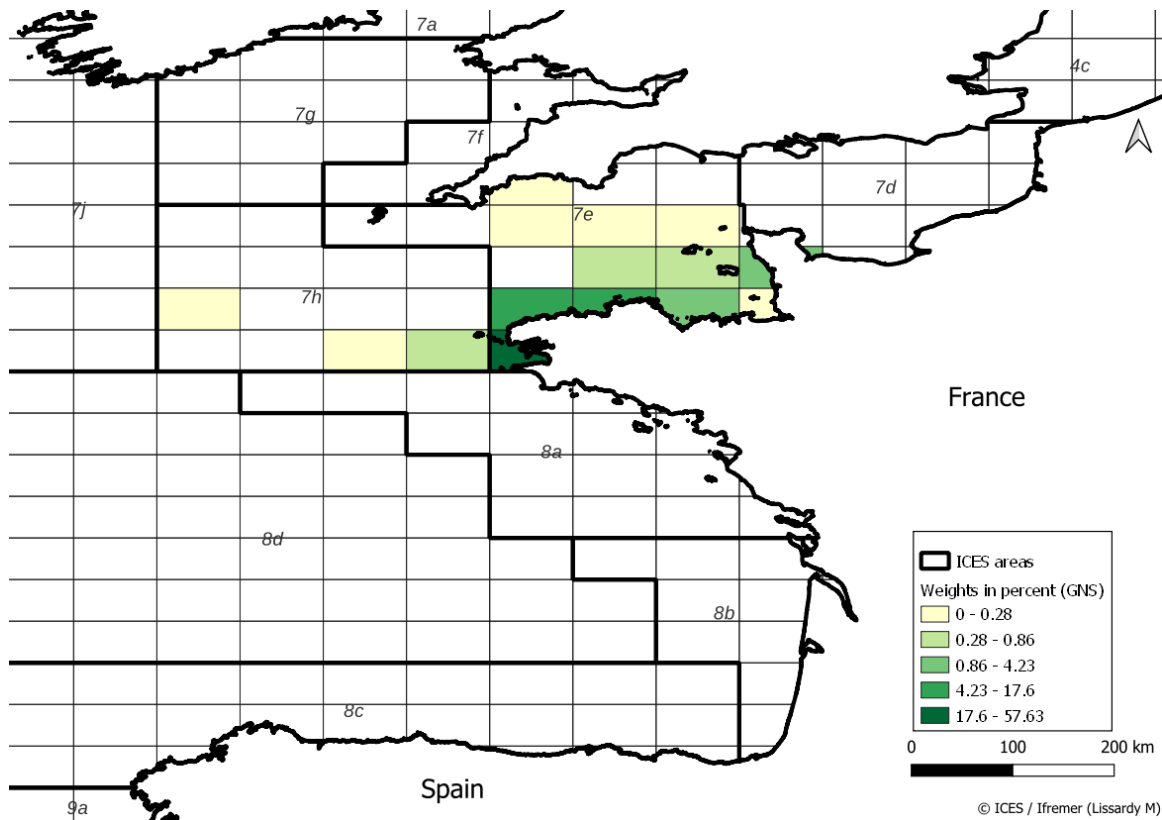 7a
4c
7g
7f
7d
7j
7e
7h
France
8a
8d
ICES areas
Weights in percent (GNS)
0 - 0.28
0.28 - 0.86
0.86 - 4.23
4.23 - 17.6
17.6 - 57.63
8b
8c
0 100 200 km
Spain
9a
© ICES / Ifremer (Lissardy M)